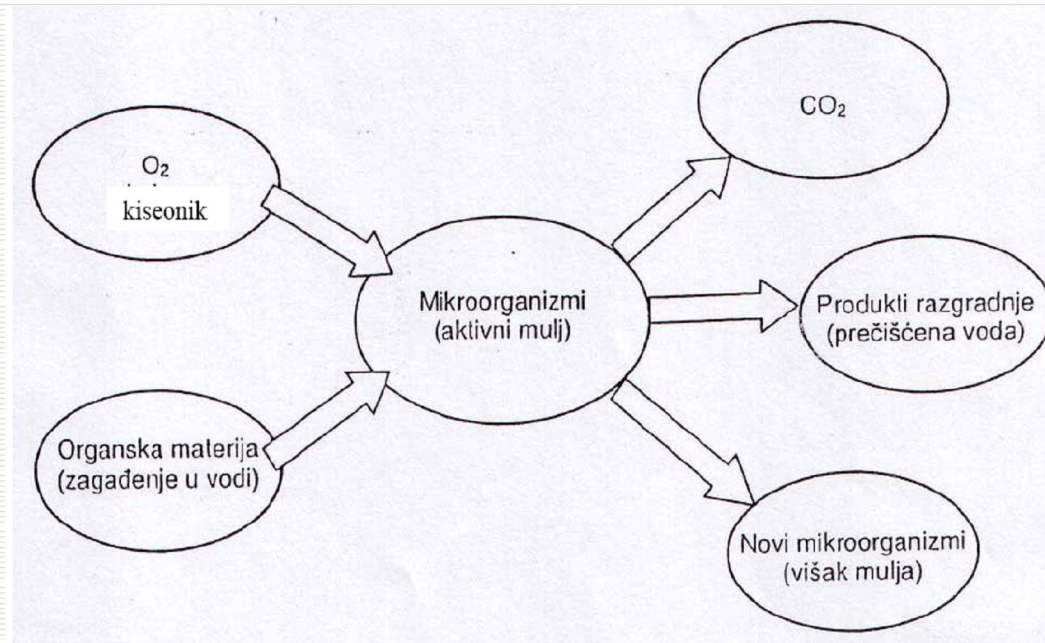 O₂
kiseonik
Organska materija
(zagađenje u vodi)
Mikroorganizmi
(aktivni mulj)
CO₂
Produkti razgradnje
(prečišćena voda)
Novi mikroorganizmi
(višak mulja)